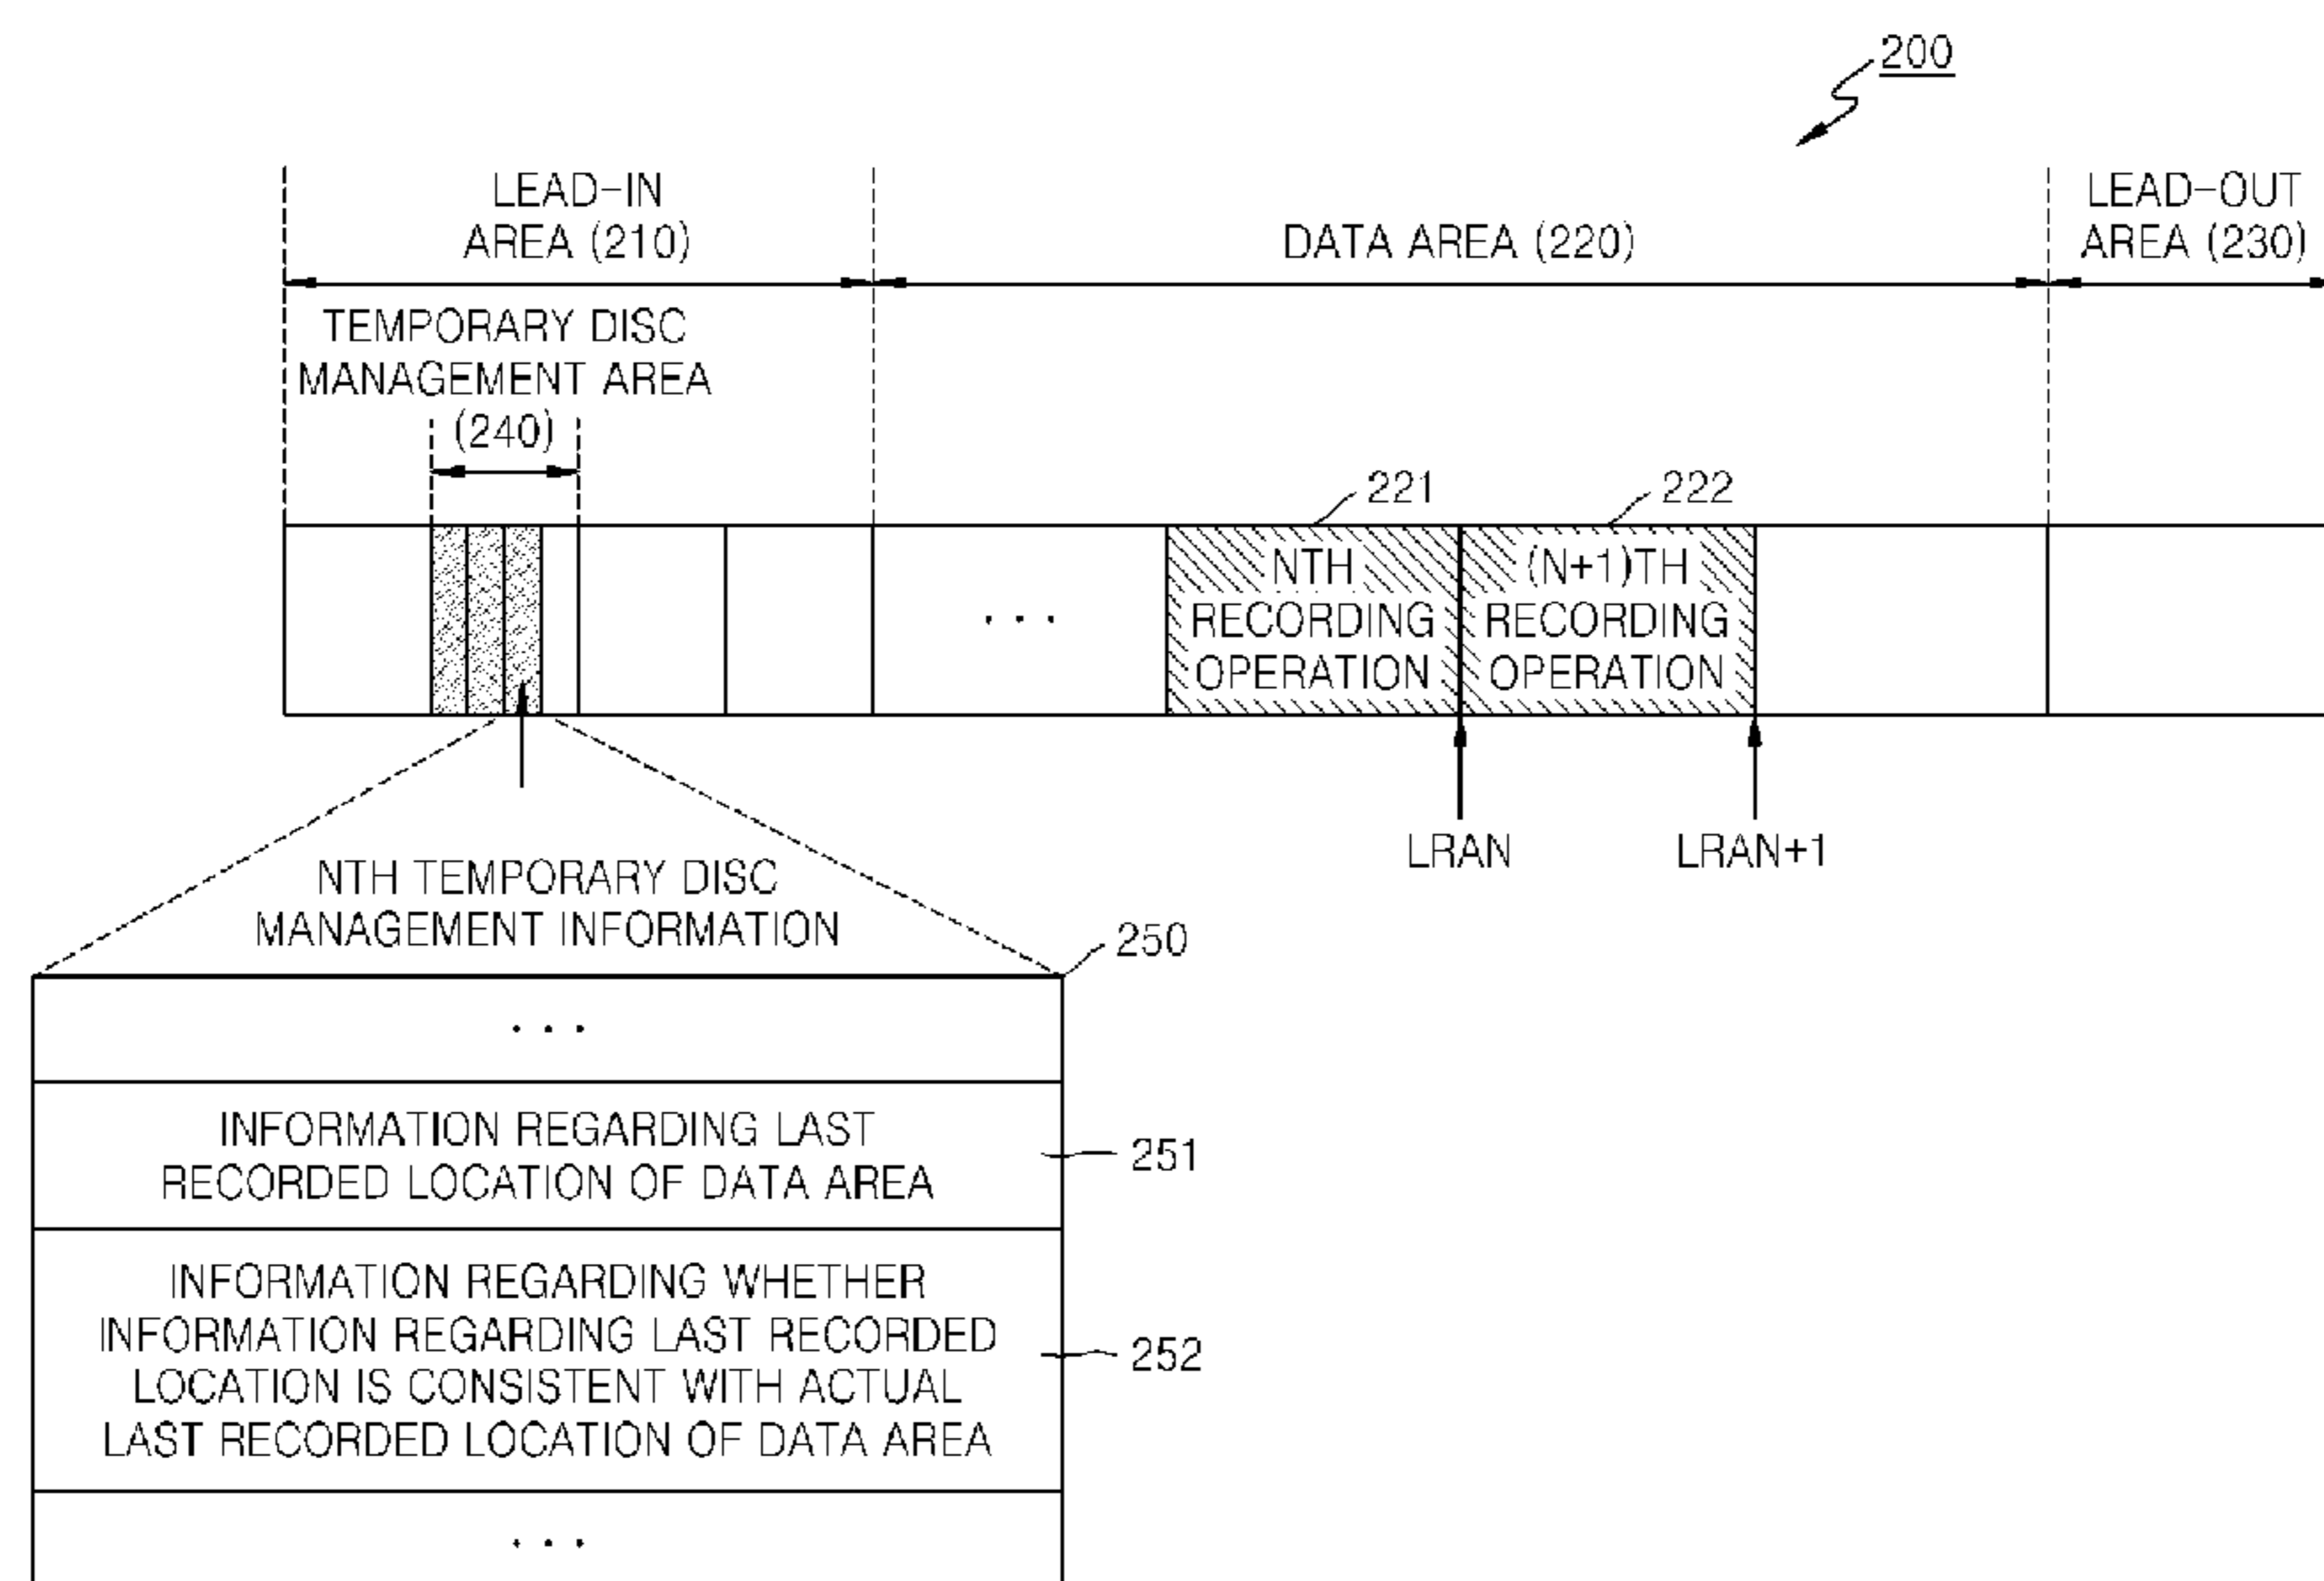 200
LEAD-IN
AREA (210)
DATA AREA (220)
LEAD-OUT
AREA (230)
TEMPORARY DISC
MANAGEMENT AREA
(240)
221
222
. . .
NTH
RECORDING
OPERATION
(N+1)TH
RECORDING
OPERATION
LRAN
LRAN+1
NTH TEMPORARY DISC
MANAGEMENT INFORMATION
250
. . .
INFORMATION REGARDING LAST
RECORDED LOCATION OF DATA AREA
251
INFORMATION REGARDING WHETHER
INFORMATION REGARDING LAST RECORDED
LOCATION IS CONSISTENT WITH ACTUAL
LAST RECORDED LOCATION OF DATA AREA
252
. . .